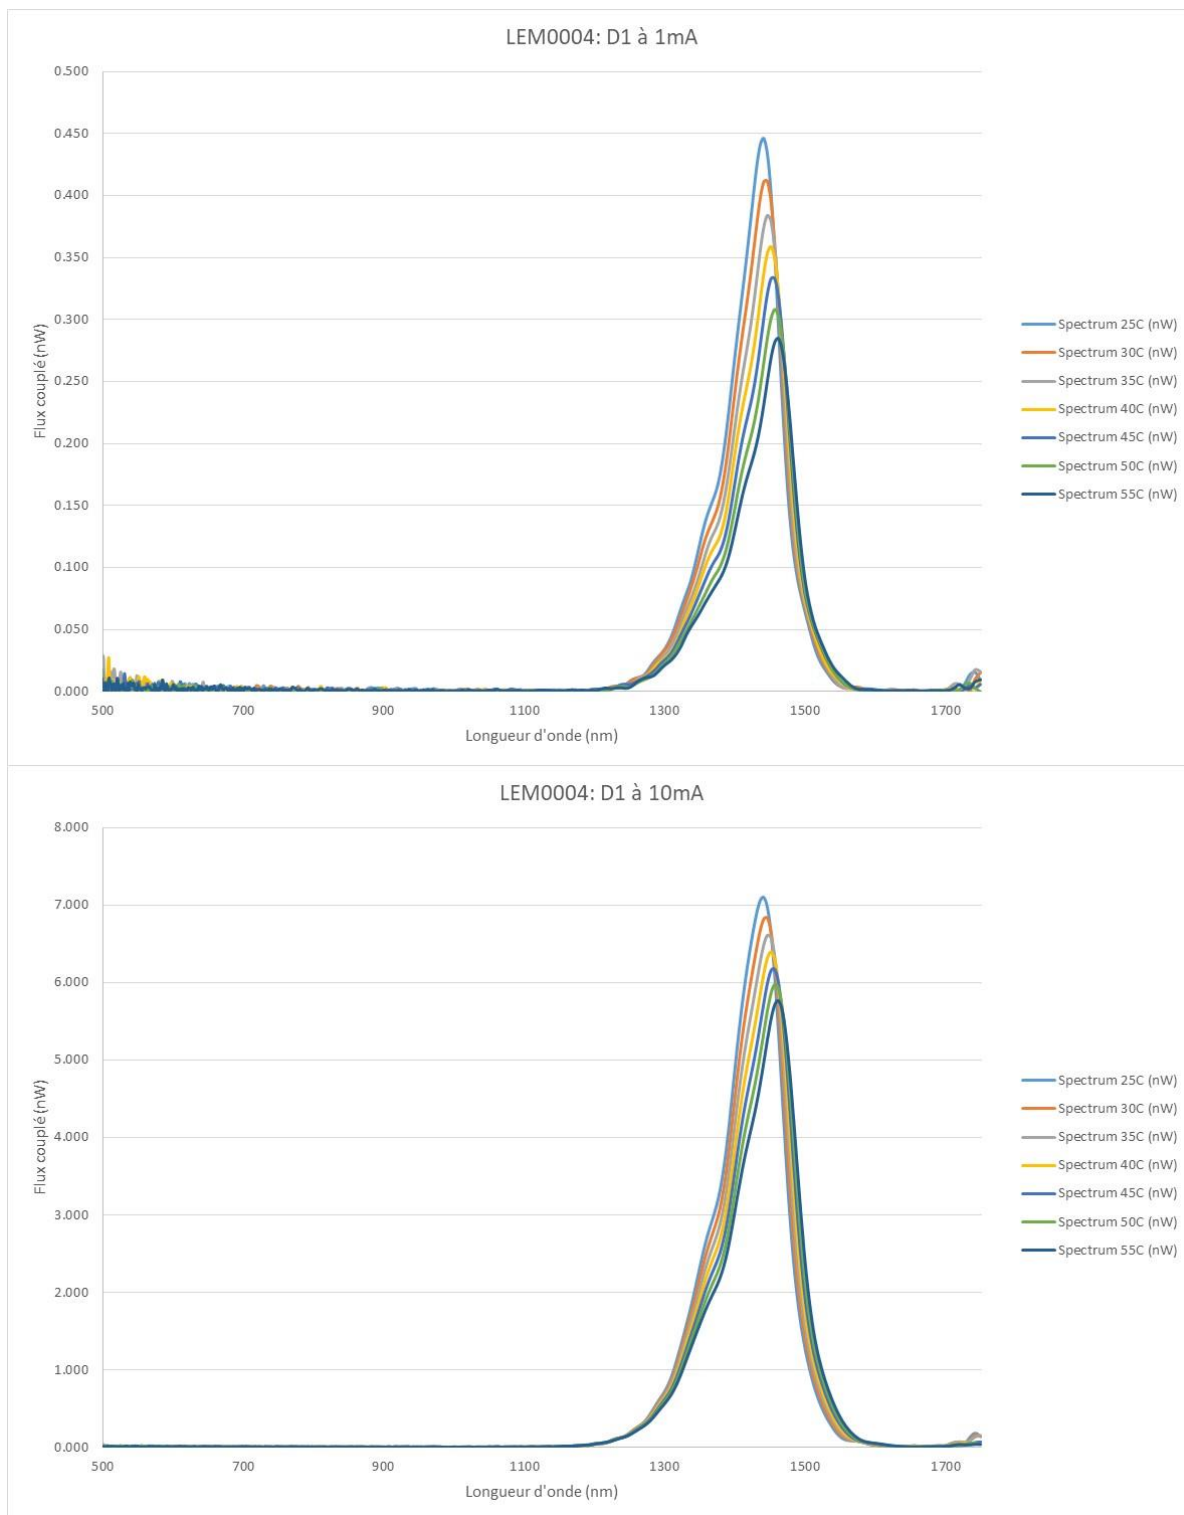 LEM0004: D1 à 1mA
0.500
0.450
0.400
0.350
0.300
0.250
0.200
0.150
0.100
0.050
0.000
Flux couplé (nW)
500 700 900 1100 1300 1500 1700
Longueur d'onde (nm)
Spectrum 25C (nW)
Spectrum 30C (nW)
Spectrum 35C (nW)
Spectrum 40C (nW)
Spectrum 45C (nW)
Spectrum 50C (nW)
Spectrum 55C (nW)
LEM0004: D1 à 10mA
8.000
7.000
6.000
5.000
4.000
3.000
2.000
1.000
0.000
Flux couplé (nW)
500 700 900 1100 1300 1500 1700
Longueur d'onde (nm)
Spectrum 25C (nW)
Spectrum 30C (nW)
Spectrum 35C (nW)
Spectrum 40C (nW)
Spectrum 45C (nW)
Spectrum 50C (nW)
Spectrum 55C (nW)